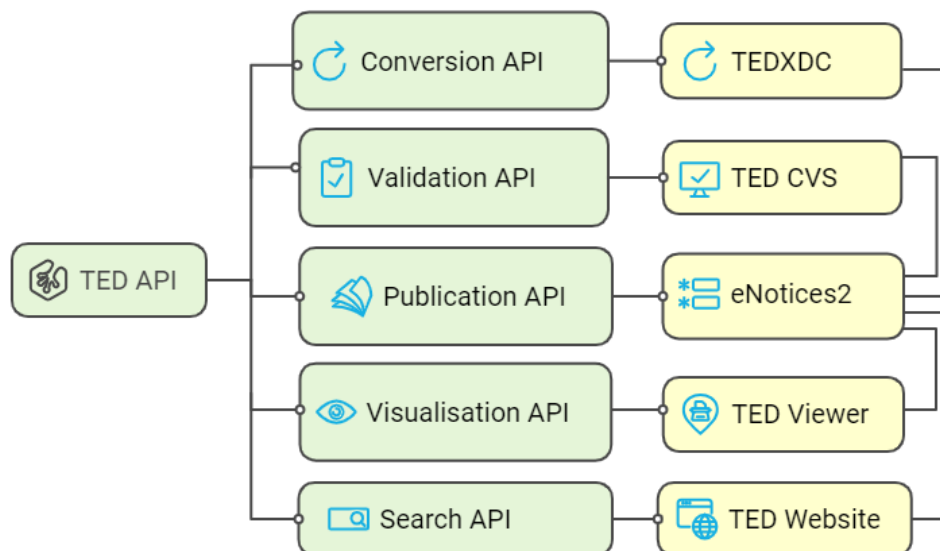 Conversion API
TEDXDC
Validation API
TED CVS
TED API
Publication API
eNotices2
Visualisation API
TED Viewer
Search API
TED Website